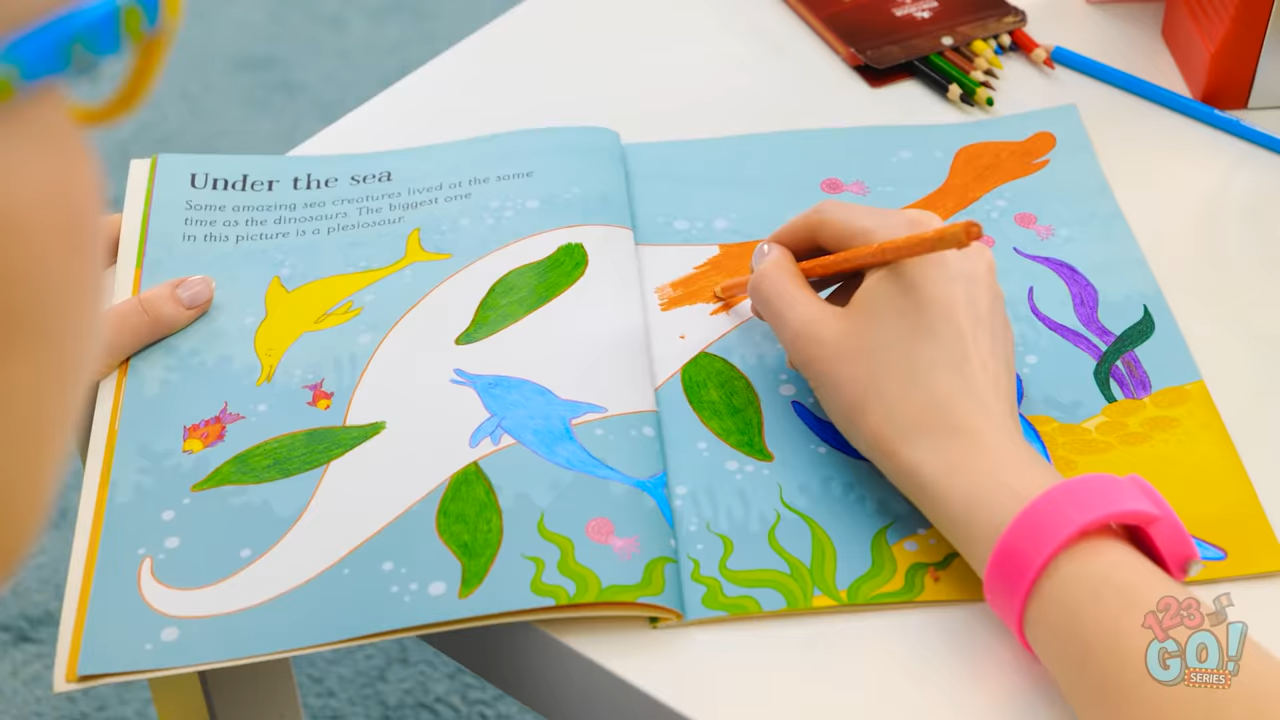 Under the sea
Some amazing sea creatures lived at the same
time as the dinosaurs. The biggest one
in this picture is a plesiosaur.
123
GO!
SERIES